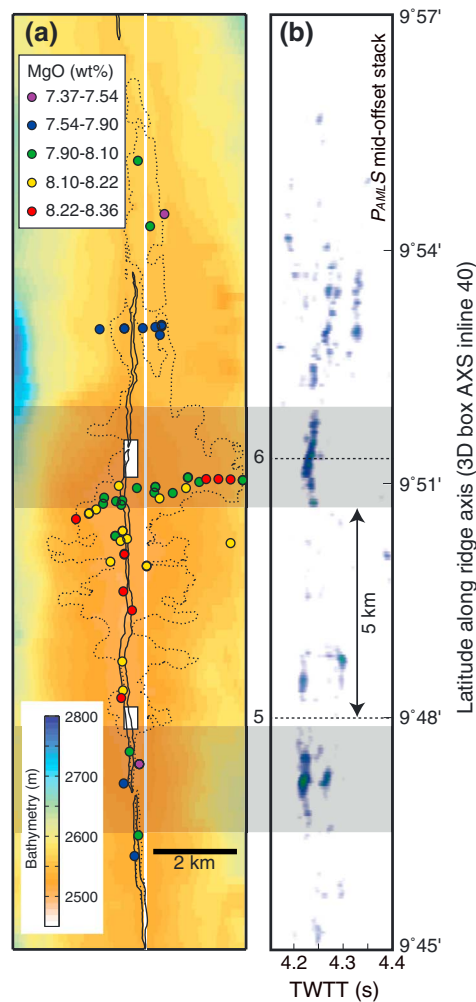 (a)
MgO (wt%)
7.37-7.54
7.54-7.90
7.90-8.10
8.10-8.22
8.22-8.36
2800
2700
2600
2500
Bathymetry (m)
2 km
(b)
PAMLS mid-offset stack
6
5
5 km
4.2 4.3 4.4
TWTT (s)
9°57'
9°54'
9°51'
9°48'
9°45'
Latitude along ridge axis (3D box AXS inline 40)